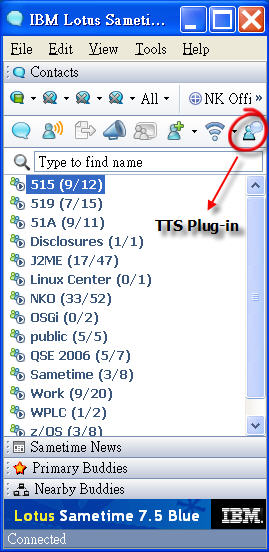 IBM Lotus Sameti...
File Edit View Tools Help
Contacts
All NK Offi »
Type to find name
515 (9/12)
519 (7/15)
51A (9/11)
TTS Plug-in
Disclosures (1/1)
J2ME (17/47)
Linux Center (0/1)
NKO (33/52)
OSGi (0/2)
public (5/5)
QSE 2006 (5/7)
Sametime (3/8)
Work (9/20)
WPLC (1/2)
z/OS (3/8)
Sametime News
Primary Buddies
Nearby Buddies
Lotus Sametime 7.5 Blue IBM.
Connected